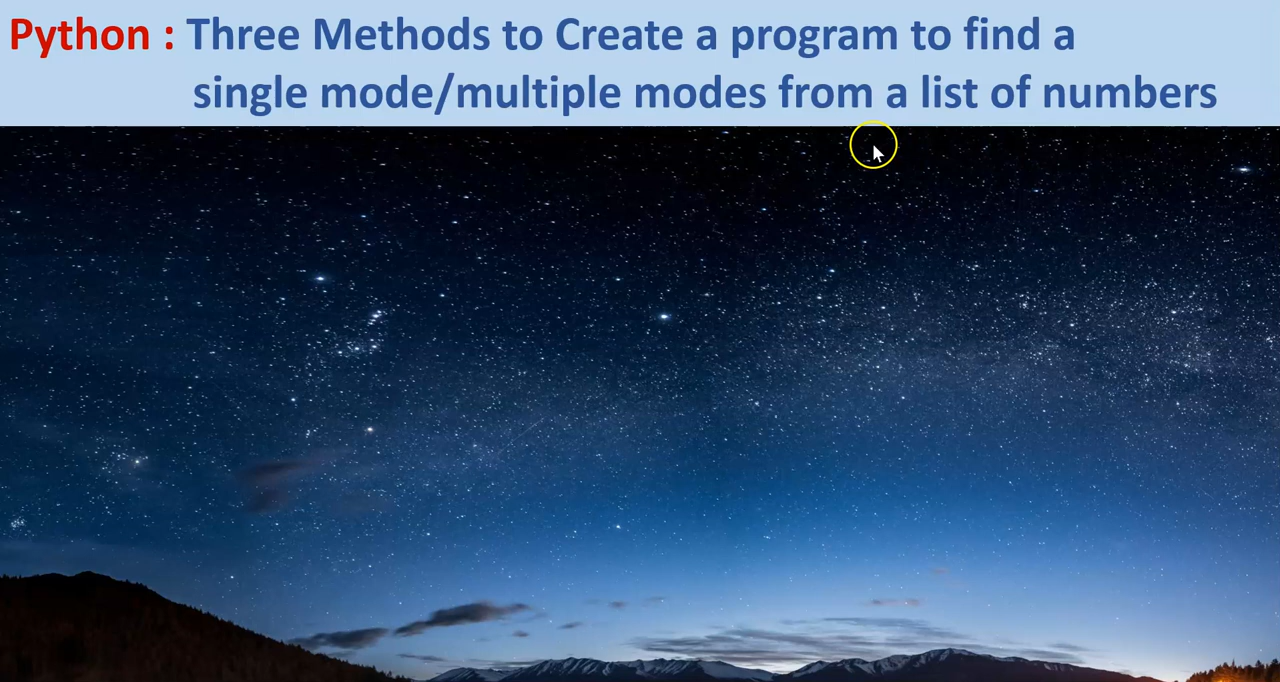 Python : Three Methods to Create a program to find a
single mode/multiple modes from a list of numbers